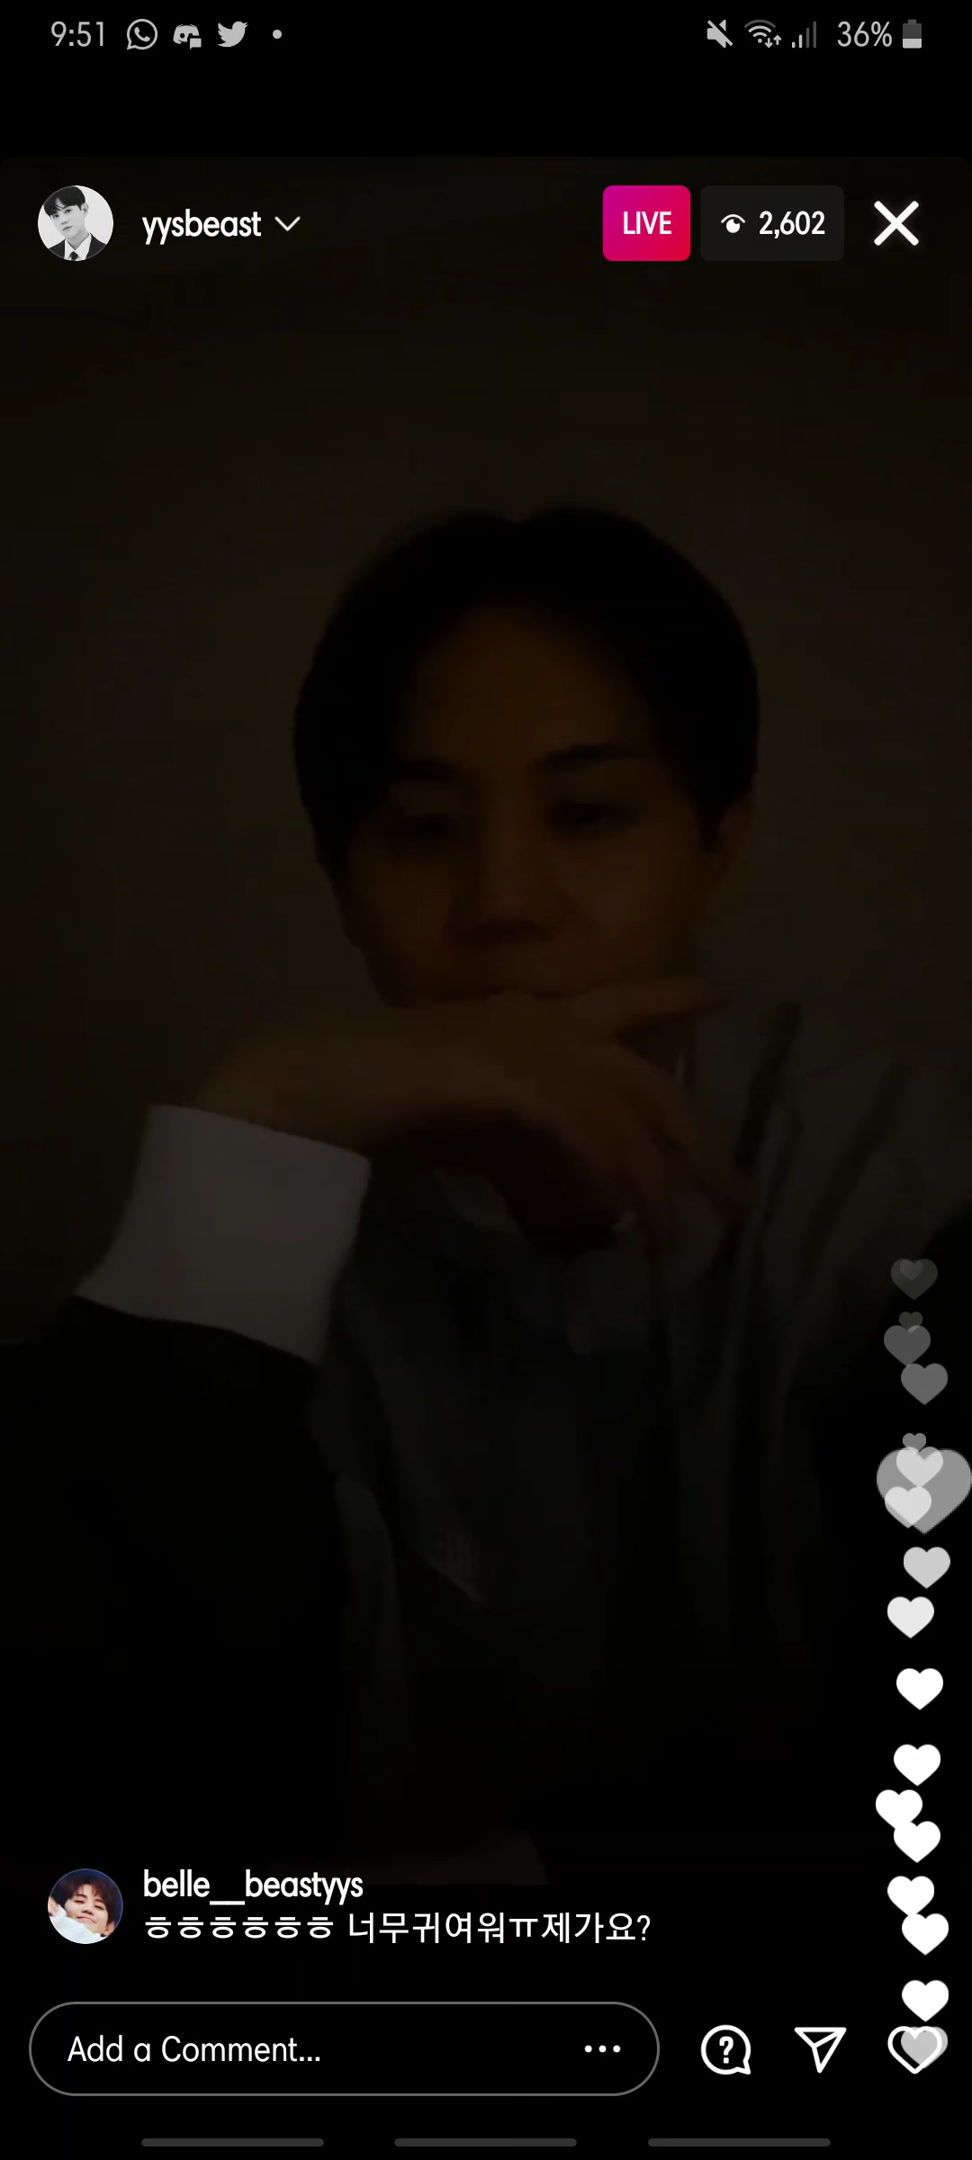 9:51
36%
yysbeast
LIVE
2,602
belle__beastyys
ㅎㅎㅎㅎㅎㅎ 너무귀여워ㅠ제가요?
Add a Comment...